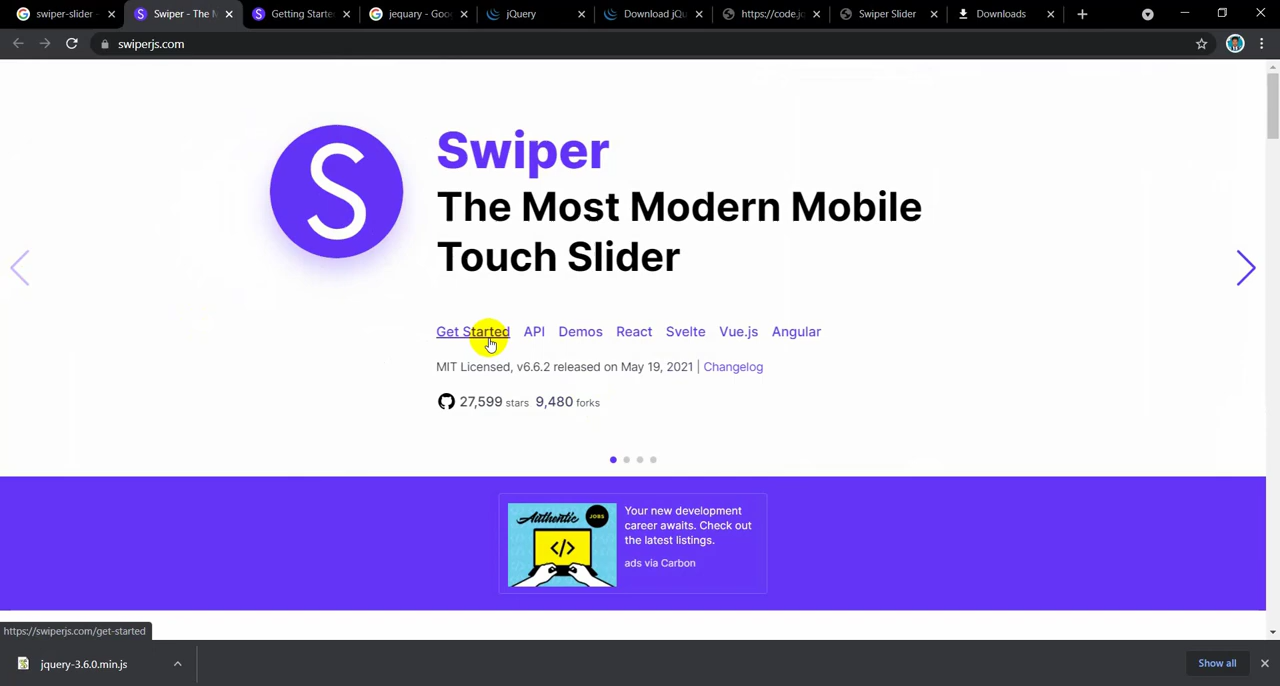 swiper-slider -
Swiper - The M
Getting Starte
jequary - Goo
jQuery
Download jQu
https://code.jo
Swiper Slider
Downloads
swiperjs.com
S
Swiper
The Most Modern Mobile
Touch Slider
Get Started API Demos React Svelte Vue.js Angular
MIT Licensed, v6.6.2 released on May 19, 2021 | Changelog
27,599 stars 9,480 forks
Authentic JOBS
</>
Your new development
career awaits. Check out
the latest listings.
ads via Carbon
https://swiperjs.com/get-started
jquery-3.6.0.min.js
Show all